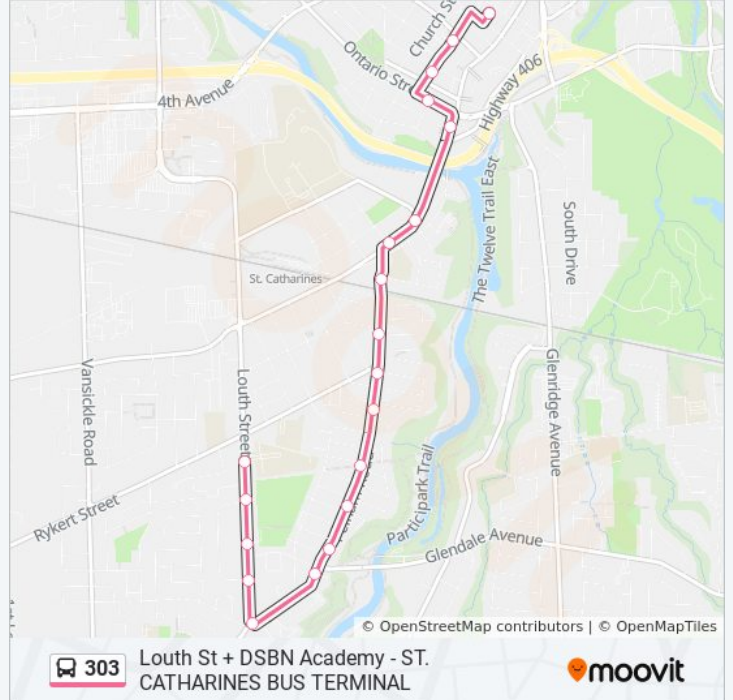 Church St
Ontario Str
Highway 406
4th Avenue
The Twelve Trail East
South Drive
St. Catharines
Vansickle Road
Louth Street
Glenridge Avenue
Rykert Street
Participark Trail
Glendale Avenue
© OpenStreetMap contributors | © OpenMapTiles
303
Louth St + DSBN Academy - ST.
CATHARINES BUS TERMINAL
moovit